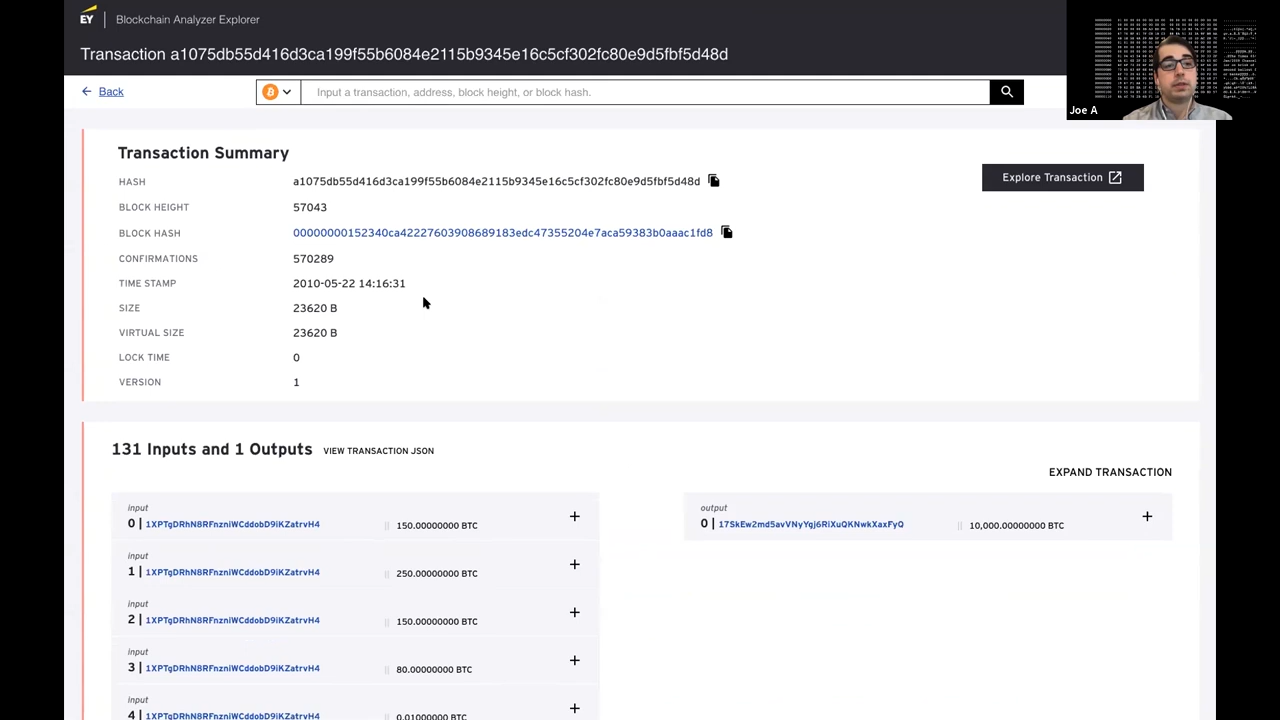 EY
Blockchain Analyzer Explorer
Transaction a1075db55d416d3ca199f55b6084e2115b9345e16c5cf302fc80e9d5fbf5d48d
Back
Input a transaction, address, block height, or block hash.
Joe A
Transaction Summary
Explore Transaction
HASH a1075db55d416d3ca199f55b6084e2115b9345e16c5cf302fc80e9d5fbf5d48d
BLOCK HEIGHT 57043
BLOCK HASH 00000000152340ca42227603908689183edc47355204e7aca59383b0aaac1fd8
CONFIRMATIONS 570289
TIME STAMP 2010-05-22 14:16:31
SIZE 23620 B
VIRTUAL SIZE 23620 B
LOCK TIME 0
VERSION 1
131 Inputs and 1 Outputs VIEW TRANSACTION JSON
EXPAND TRANSACTION
input
0 | 1XPTgDRhN8RFnzniWCddobD9iKZatrvH4 || 150.00000000 BTC +
output
0 | 17SkEw2md5avVNyYgj6RiXuQKNwkXaxFyQ || 10,000.00000000 BTC +
input
1 | 1XPTgDRhN8RFnzniWCddobD9iKZatrvH4 || 250.00000000 BTC +
input
2 | 1XPTgDRhN8RFnzniWCddobD9iKZatrvH4 || 150.00000000 BTC +
input
3 | 1XPTgDRhN8RFnzniWCddobD9iKZatrvH4 || 80.00000000 BTC +
input
4 | 1XPTgDRhN8RFnzniWCddobD9iKZatrvH4 || 0.01000000 BTC +